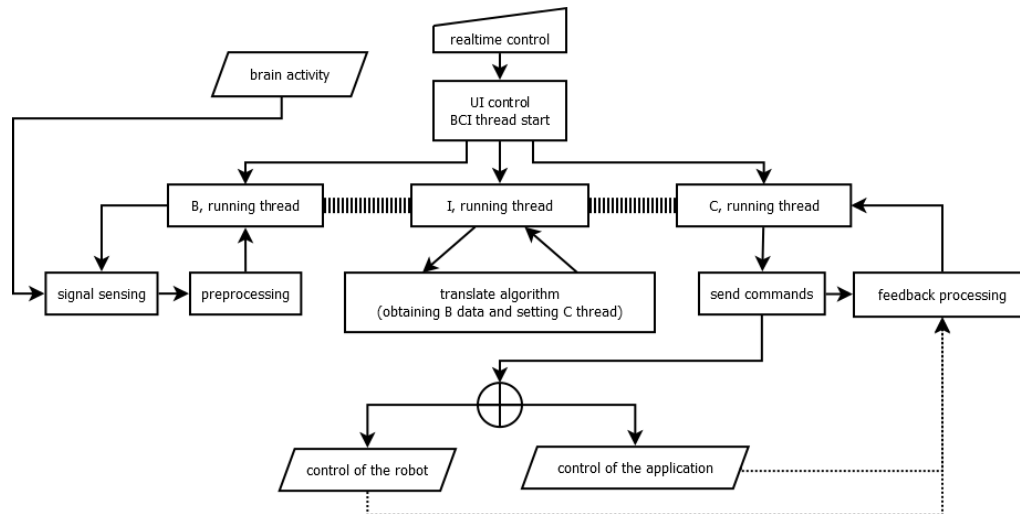 realtime control
brain activity
UI control
BCI thread start
B, running thread
I, running thread
C, running thread
signal sensing
preprocessing
translate algorithm
(obtaining B data and setting C thread)
send commands
feedback processing
control of the robot
control of the application